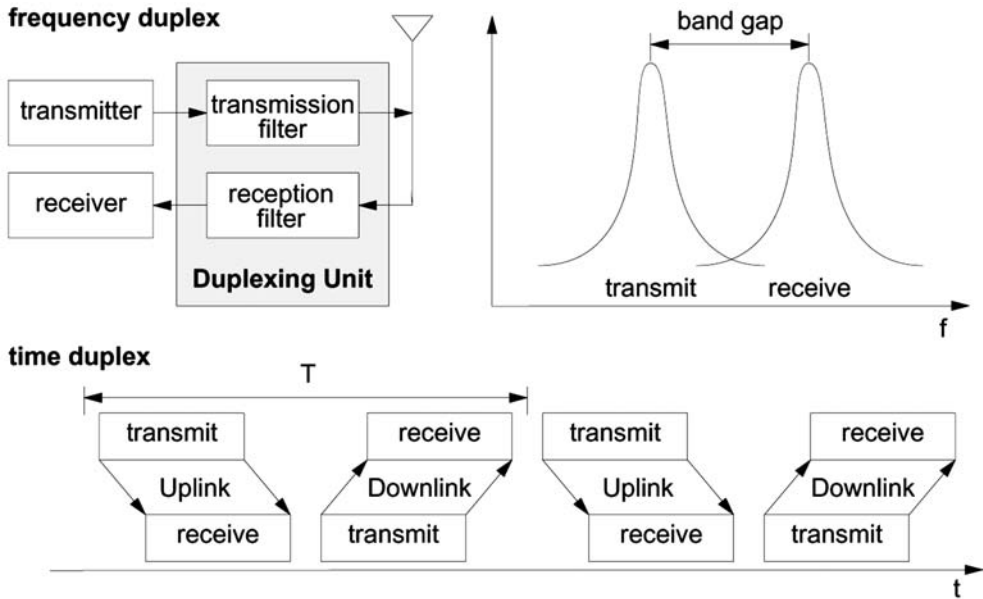 frequency duplex
band gap
transmitter
transmission
filter
receiver
reception
filter
Duplexing Unit
transmit
receive
f
time duplex
T
transmit
receive
transmit
receive
Uplink
Downlink
Uplink
Downlink
receive
transmit
receive
transmit
t